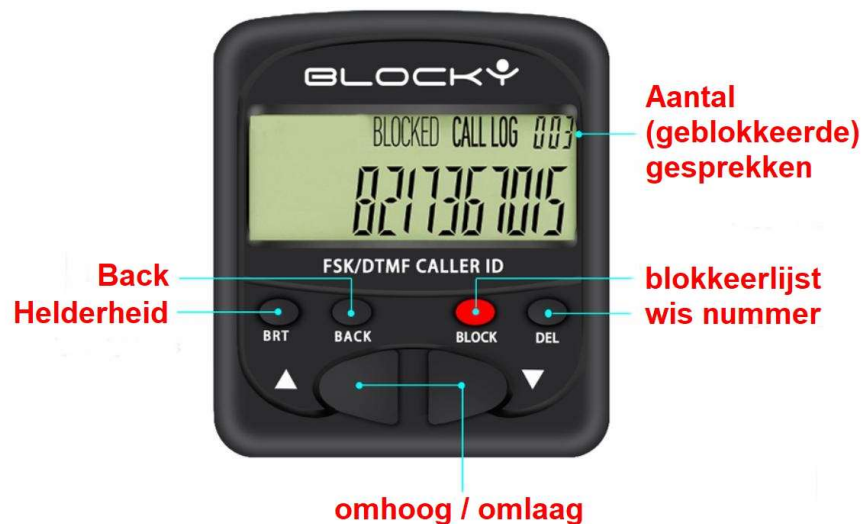 BLOCKY
BLOCKED CALL LOG 003
8217367015
Aantal
(geblokkeerde)
gesprekken
FSK/DTMF CALLER ID
Back
Helderheid
blokkeerlijst
wis nummer
BRT
BACK
BLOCK
DEL
omhoog / omlaag